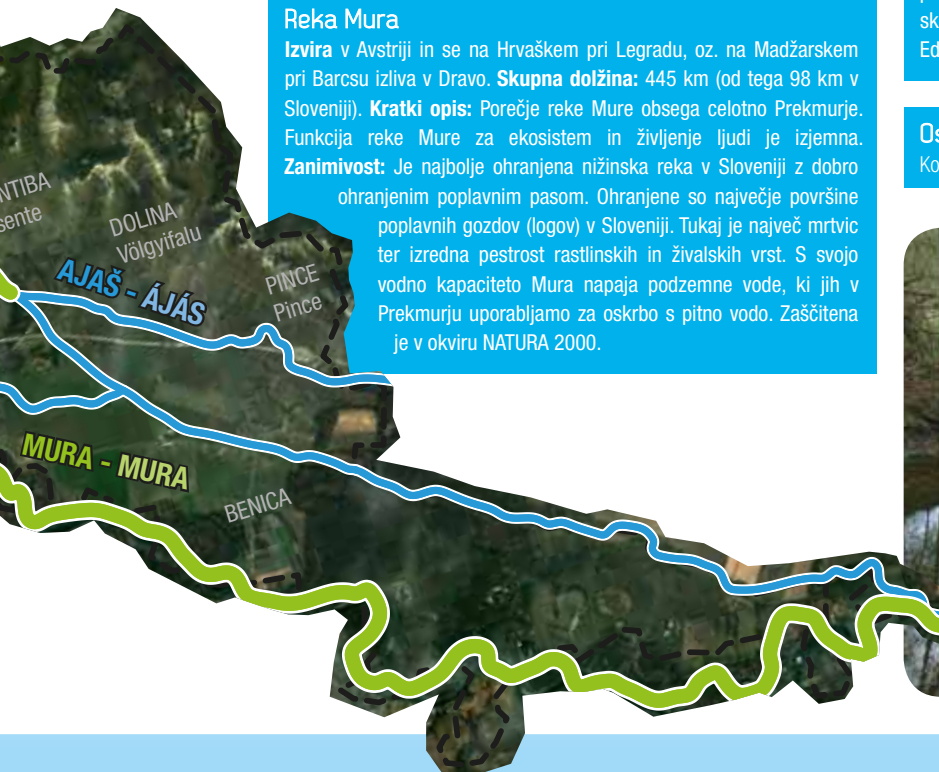 Reka Mura
Izvira v Avstriji in se na Hrvaškem pri Legradu, oz. na Madžarskem
pri Barcsu izliva v Dravo. Skupna dolžina: 445 km (od tega 98 km v
Sloveniji). Kratki opis: Porečje reke Mure obsega celotno Prekmurje.
Funkcija reke Mure za ekosistem in življenje ljudi je izjemna.
Zanimivost: Je najbolje ohranjena nižinska reka v Sloveniji z dobro
ohranjenim poplavnim pasom. Ohranjene so največje površine
poplavnih gozdov (logov) v Sloveniji. Tukaj je največ mrtvic
ter izredna pestrost rastlinskih in živalskih vrst. S svojo
vodno kapaciteto Mura napaja podzemne vode, ki jih v
Prekmurju uporabljamo za oskrbo s pitno vodo. Zaščitena
je v okviru NATURA 2000.
sk
Ed
Os
Ko
NTIBA
sente
DOLINA
Völgyifalu
PINCE
Pince
AJAŠ - ÁJÁS
MURA - MURA
BENICA